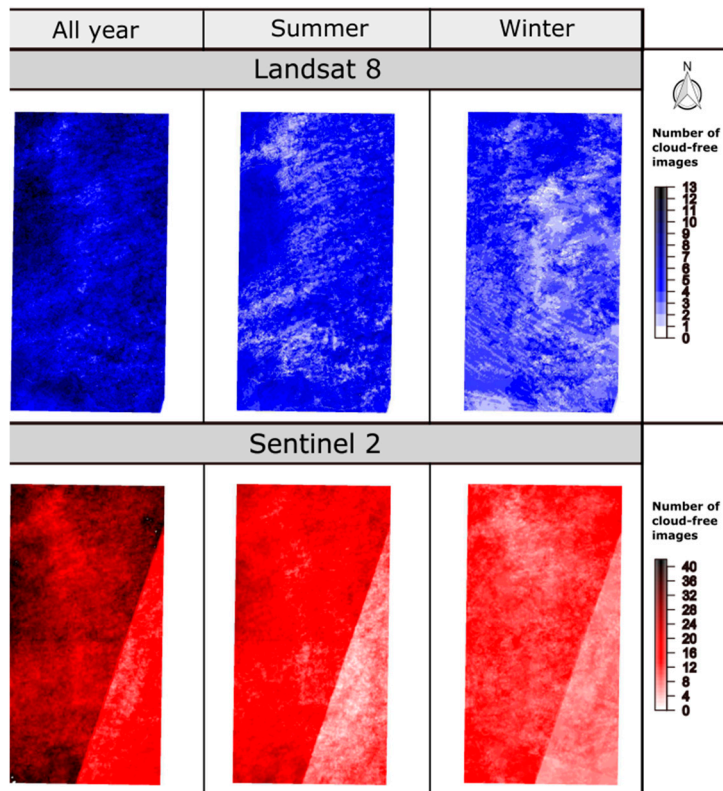 All year Summer Winter
Landsat 8
N
Number of
cloud-free
images
13
12
11
10
9
8
7
6
5
4
3
2
1
0
Sentinel 2
Number of
cloud-free
images
40
36
32
28
24
20
16
12
8
4
0